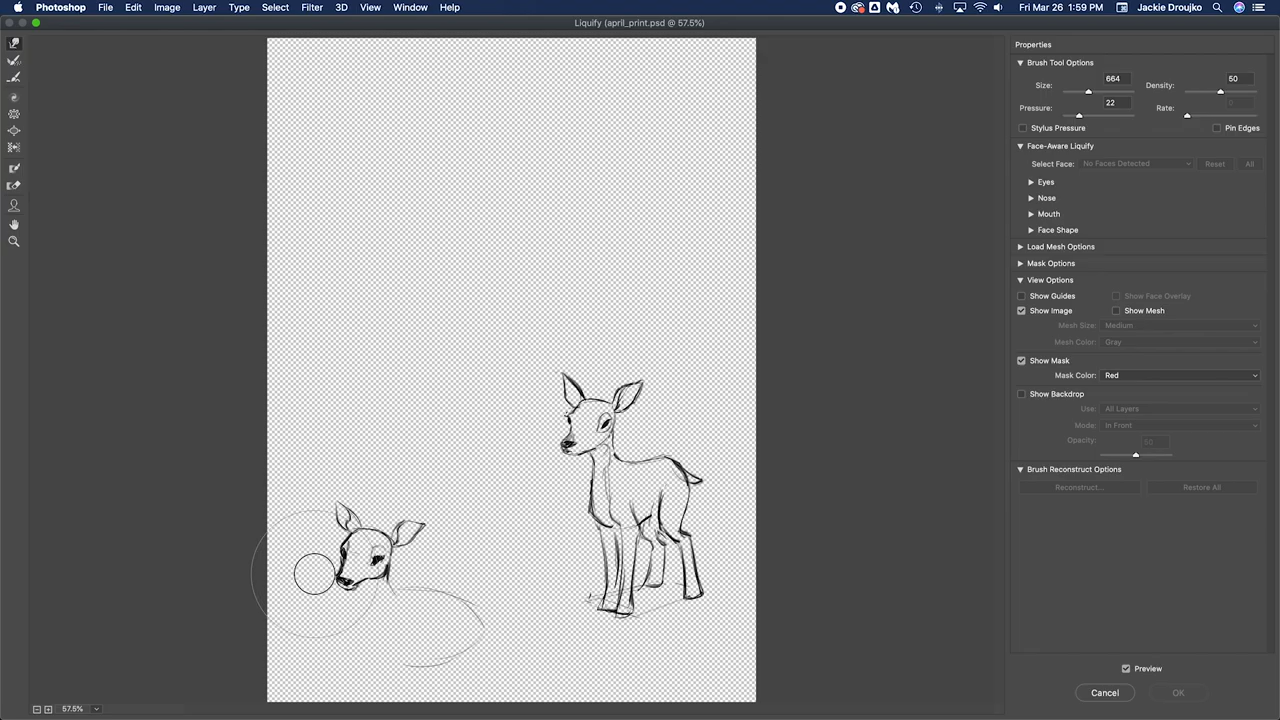 Photoshop File Edit Image Layer Type Select Filter 3D View Window Help Fri Mar 26 1:59 PM Jackie Droujko
Liquify (april_print.psd @ 57.5%)
Properties
Brush Tool Options
Size: 664 Density: 50
Pressure: 22 Rate: 0
Stylus Pressure Pin Edges
Face-Aware Liquify
Select Face: No Faces Detected Reset All
Eyes
Nose
Mouth
Face Shape
Load Mesh Options
Mask Options
View Options
Show Guides Show Face Overlay
Show Image Show Mesh
Mesh Size: Medium
Mesh Color: Gray
Show Mask
Mask Color: Red
Show Backdrop
Use: All Layers
Mode: In Front
Opacity: 50
Brush Reconstruct Options
Reconstruct... Restore All
Preview
Cancel OK
57.5%